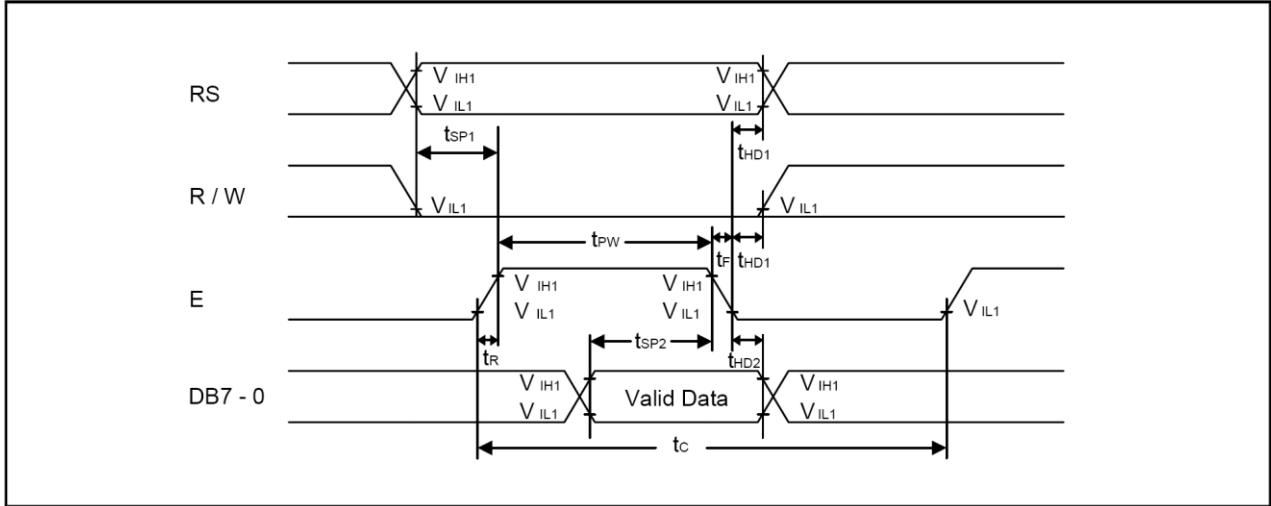 RS
V IH1
V IH1
V IL1
V IL1
tSP1
tHD1
R / W
V IL1
V IL1
tPW
tF
tHD1
E
V IH1
V IH1
V IL1
V IL1
V IL1
tR
tSP2
tHD2
DB7 - 0
V IH1
Valid Data
V IH1
V IL1
V IL1
tC